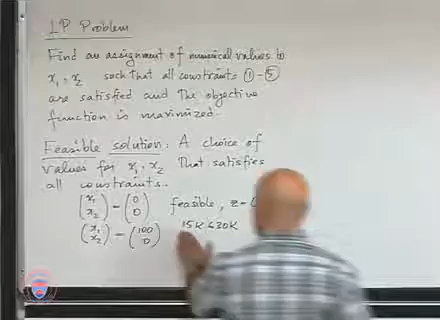 LP Problem
Find an assignment of numerical values to
x₁, x₂ such that all constraints ①-⑤
are satisfied and the objective
function is maximized.
Feasible solution: A choice of
values for x₁, x₂ that satisfies
all constraints.
(x₁ x₂) = (0 0) feasible, z=
(x₁ x₂) = (100 0) 15K ≤ 30K